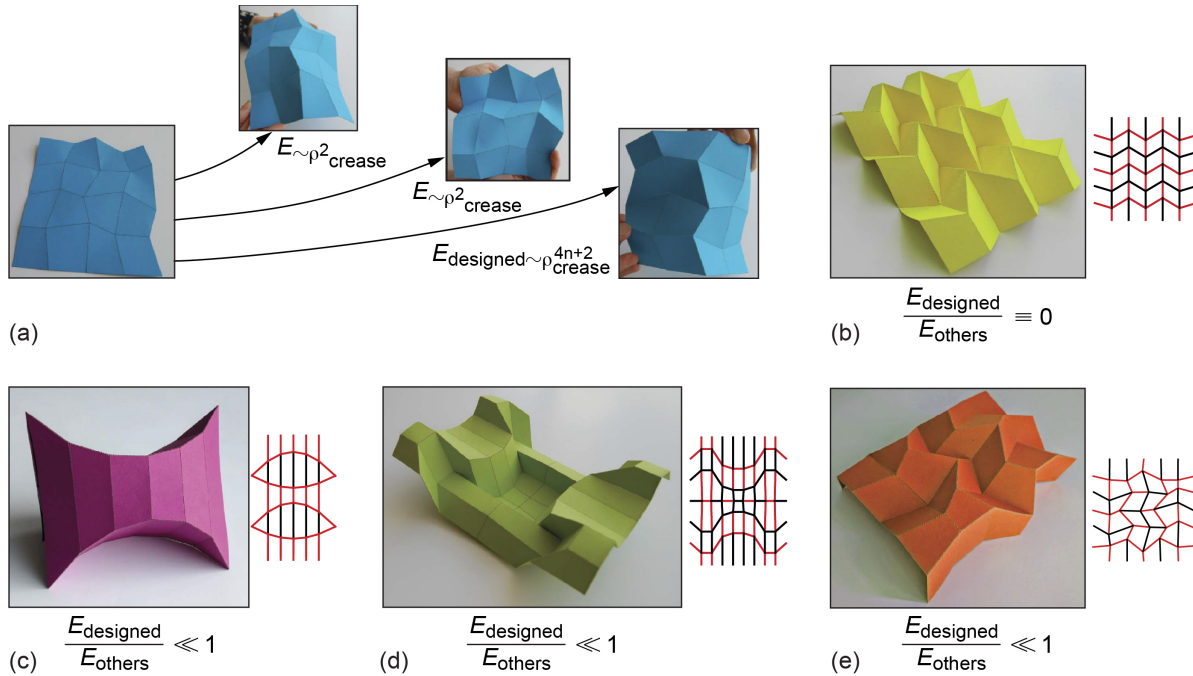 E~ρ²crease
E~ρ²crease
Edesigned~ρ⁴ⁿ⁺²crease
(a)
Edesigned
Eothers
≡ 0
(b)
Edesigned
Eothers
≪ 1
(c)
Edesigned
Eothers
≪ 1
(d)
Edesigned
Eothers
≪ 1
(e)